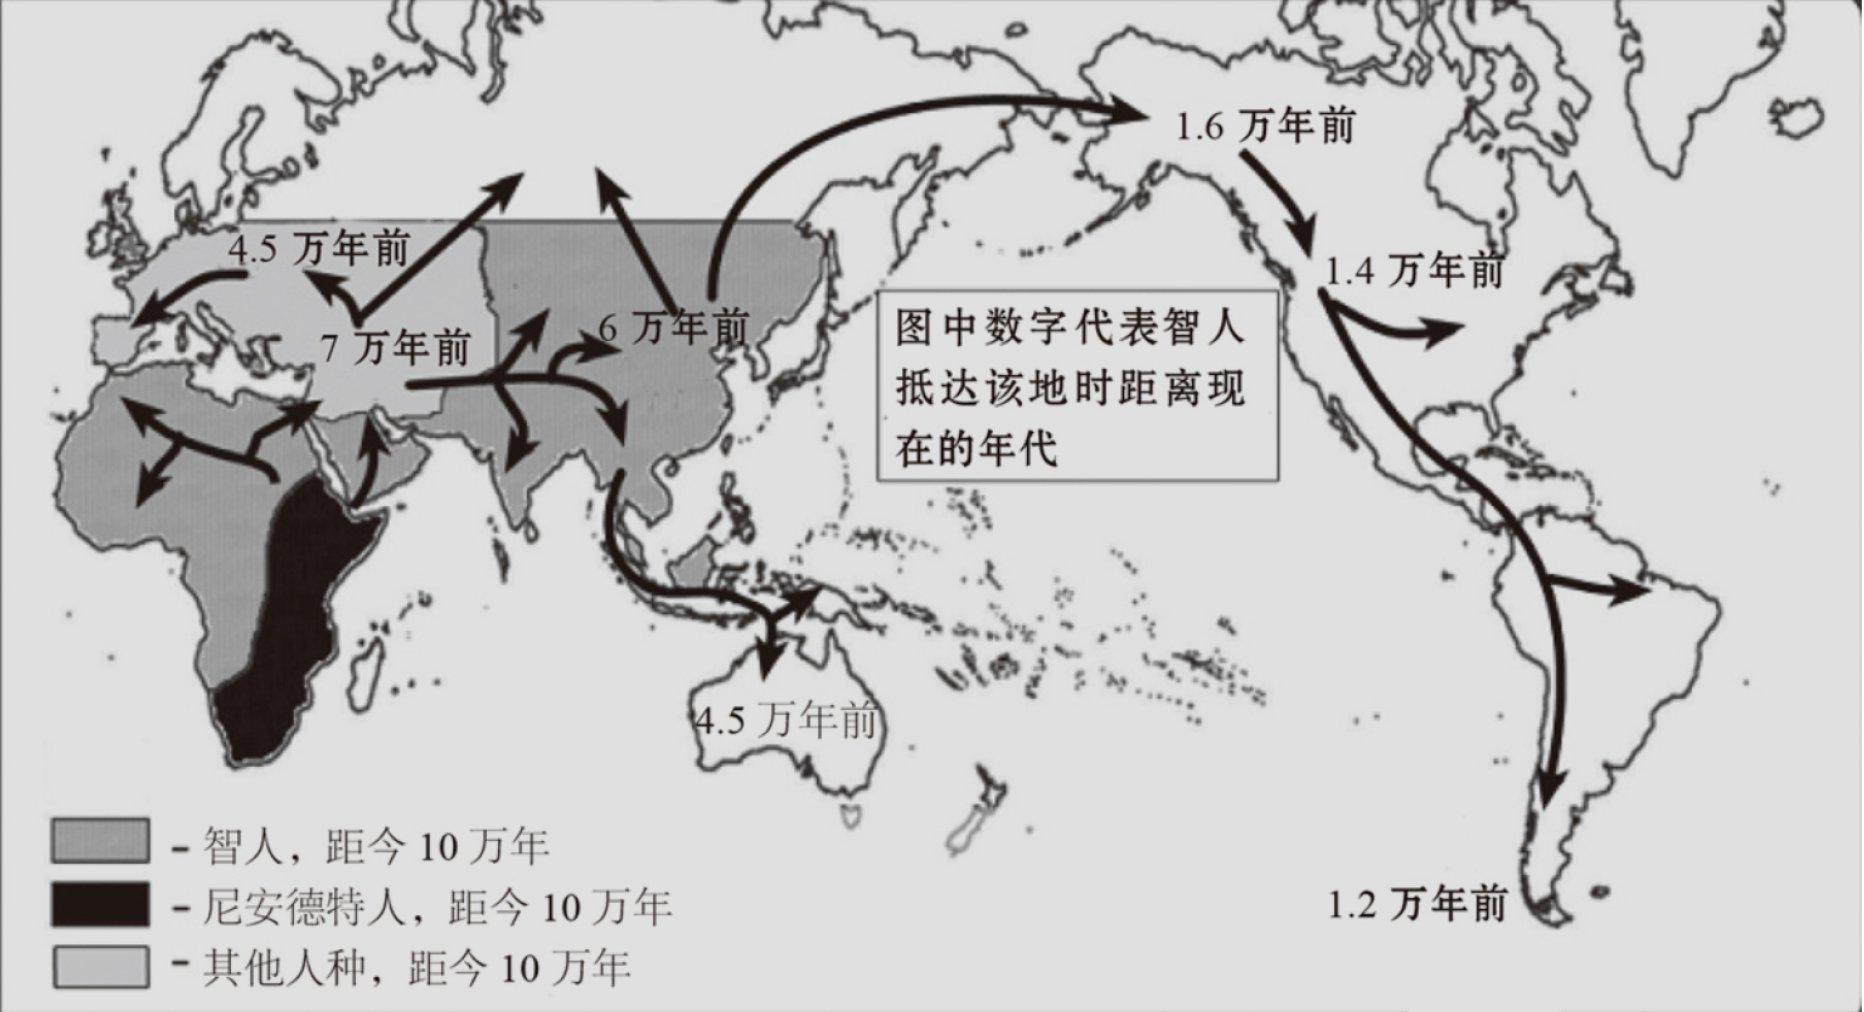 1.6 万年前
4.5 万年前
1.4 万年前
7 万年前
6 万年前
图中数字代表智人
抵达该地时距离现
在的年代
4.5 万年前
1.2 万年前
- 智人，距今 10 万年
- 尼安德特人，距今 10 万年
- 其他人种，距今 10 万年